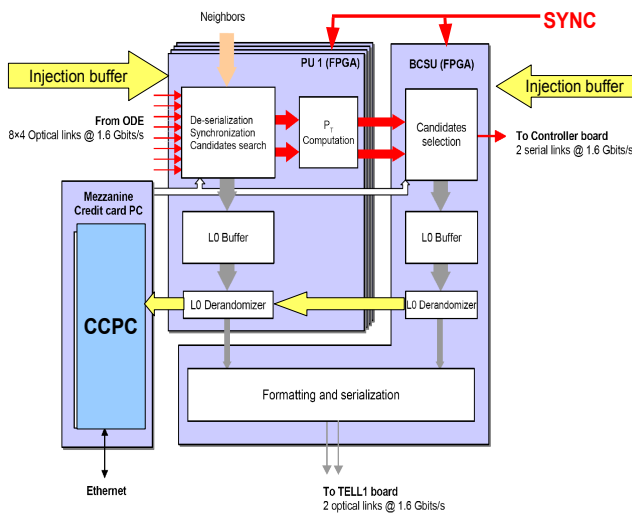 Neighbors
SYNC
PU 1 (FPGA)
BCSU (FPGA)
Injection buffer
Injection buffer
From ODE
8×4 Optical links @ 1.6 Gbits/s
De-serialization
Synchronization
Candidates search
PT
Computation
Candidates
selection
To Controller board
2 serial links @ 1.6 Gbits/s
Mezzanine
Credit card PC
L0 Buffer
L0 Buffer
CCPC
L0 Derandomizer
L0 Derandomizer
Formatting and serialization
Ethernet
To TELL1 board
2 optical links @ 1.6 Gbits/s